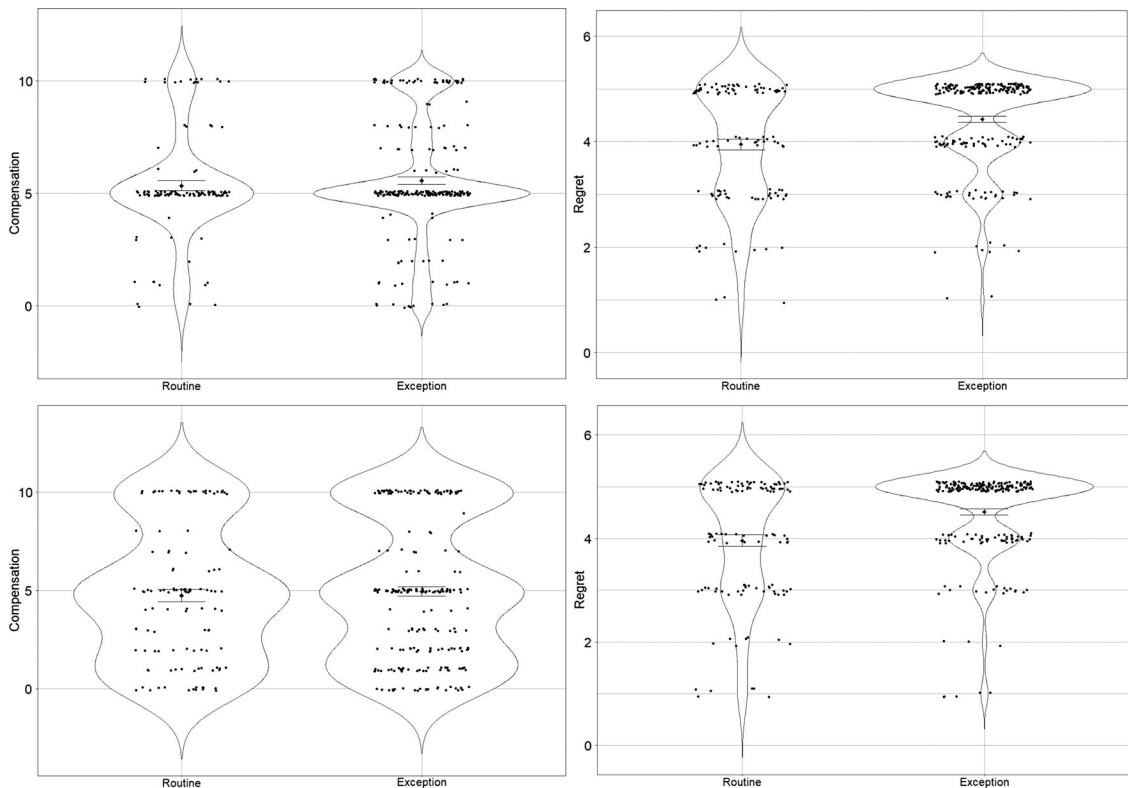 Compensation
10
5
0
Routine
Exception
Regret
6
4
2
0
Routine
Exception
Compensation
10
5
0
Routine
Exception
Regret
6
4
2
0
Routine
Exception